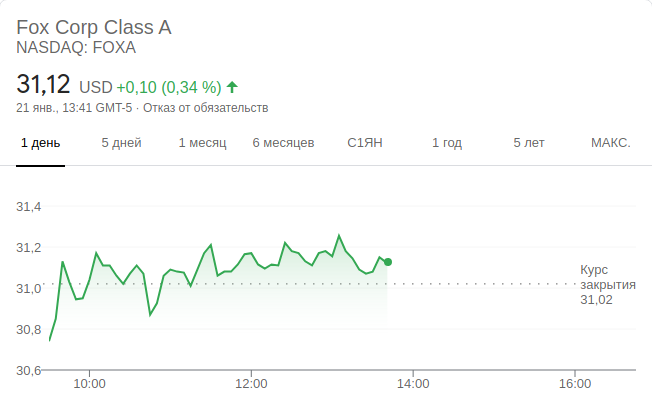 Fox Corp Class A
NASDAQ: FOXA
31,12 USD +0,10 (0,34 %)
21 янв., 13:41 GMT-5 · Отказ от обязательств
1 день 5 дней 1 месяц 6 месяцев С1ЯН 1 год 5 лет МАКС.
31,4
31,2
31,0
30,8
30,6
Курс
закрытия
31,02
10:00 12:00 14:00 16:00